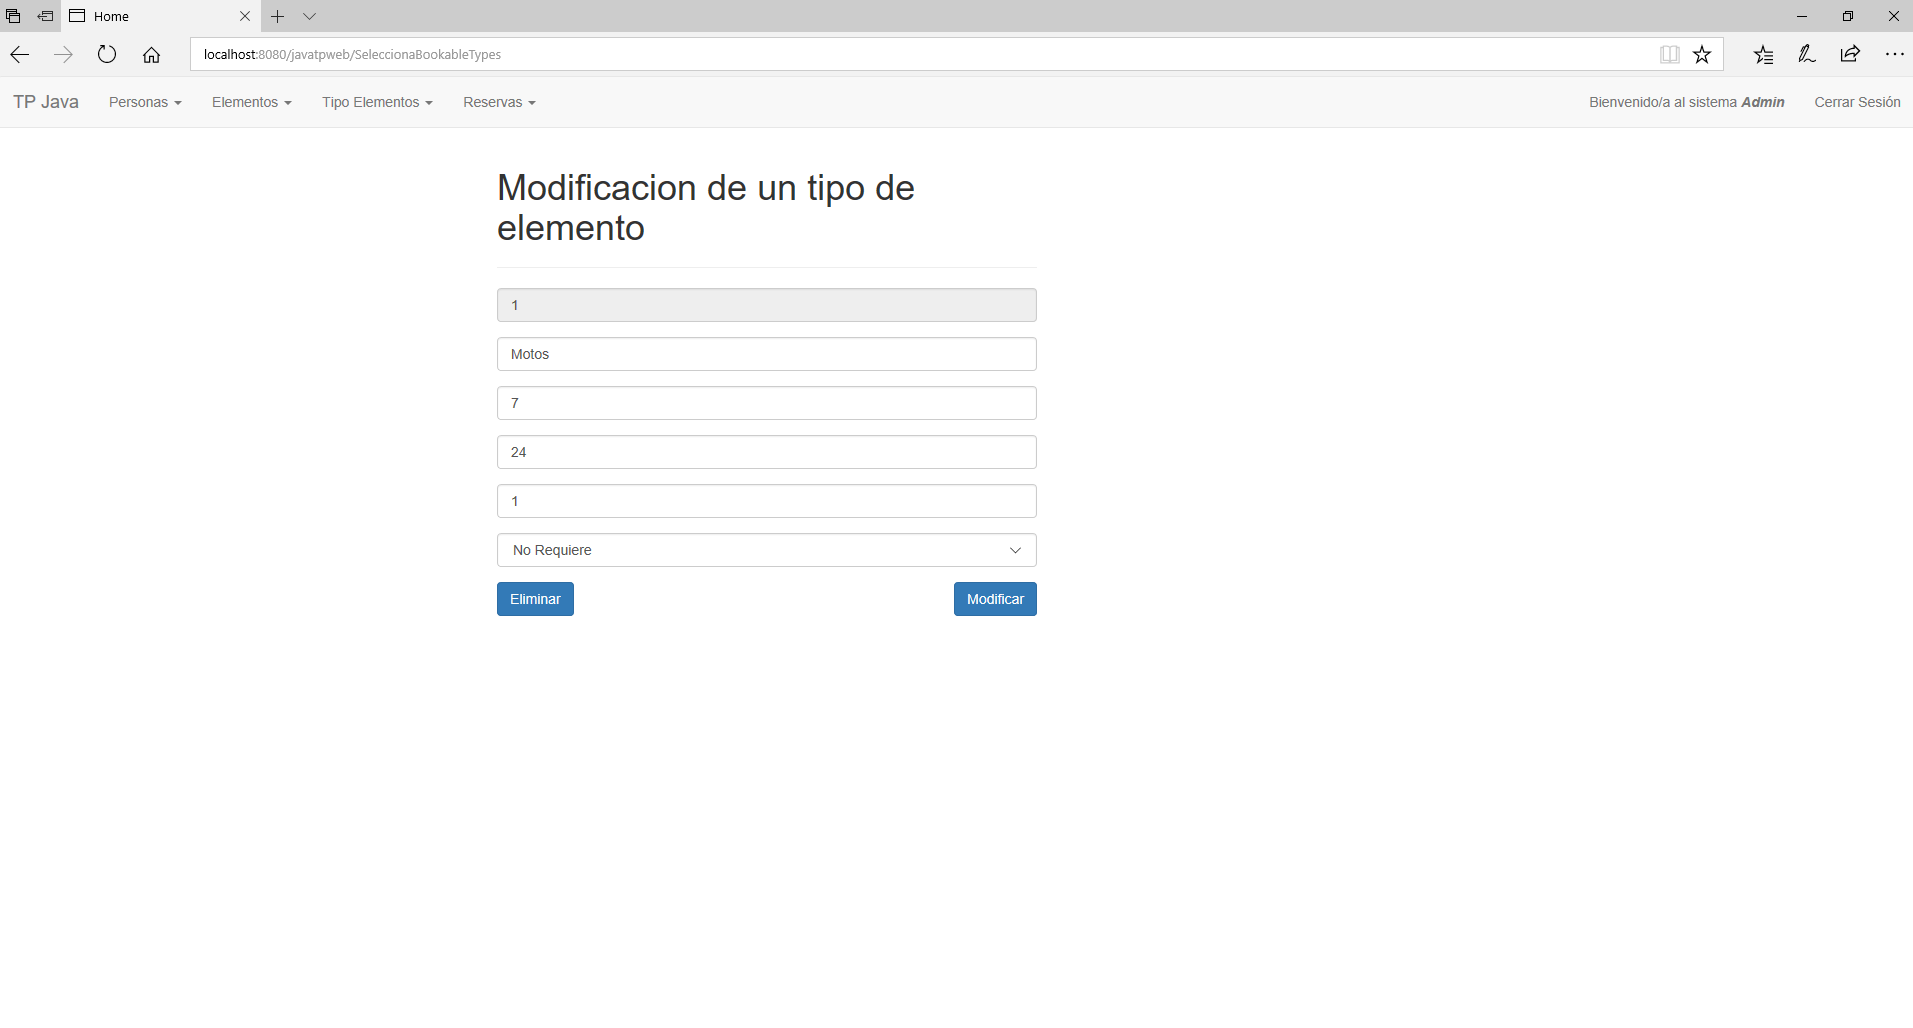 Home
localhost:8080/javatpweb/SeleccionaBookableTypes
TP Java Personas Elementos Tipo Elementos Reservas Bienvenido/a al sistema Admin Cerrar Sesión
Modificacion de un tipo de
elemento
1
Motos
7
24
1
No Requiere
Eliminar Modificar